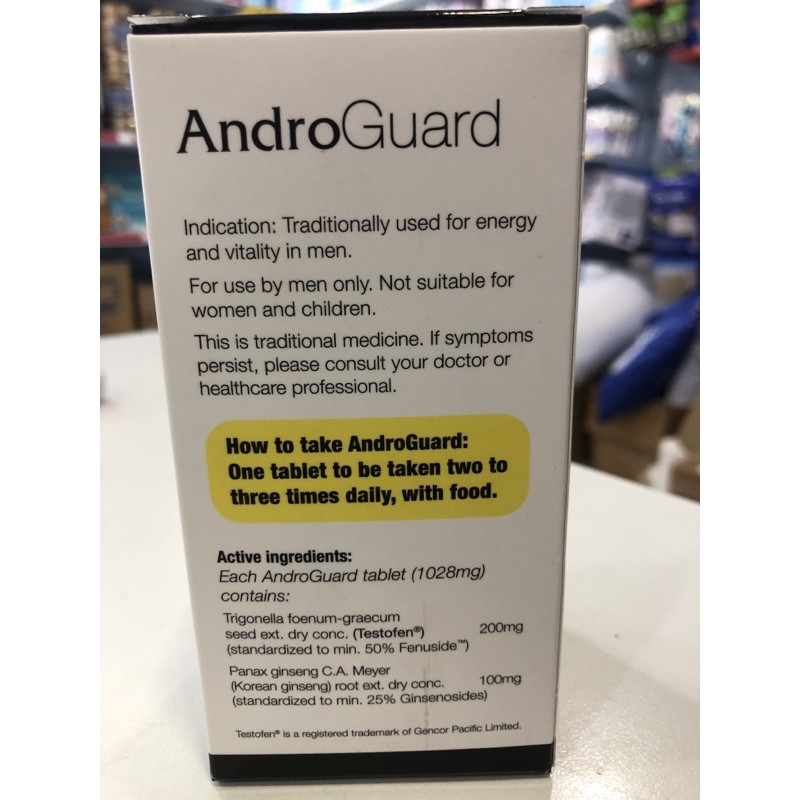 AndroGuard
Indication: Traditionally used for energy
and vitality in men.
For use by men only. Not suitable for
women and children.
This is traditional medicine. If symptoms
persist, please consult your doctor or
healthcare professional.
How to take AndroGuard:
One tablet to be taken two to
three times daily, with food.
Active ingredients:
Each AndroGuard tablet (1028mg)
contains:
Trigonella foenum-graecum
seed ext. dry conc. (Testofen®) 200mg
(standardized to min. 50% Fenuside™)
Panax ginseng C.A. Meyer
(Korean ginseng) root ext. dry conc. 100mg
(standardized to min. 25% Ginsenosides)
Testofen® is a registered trademark of Gencor Pacific Limited.